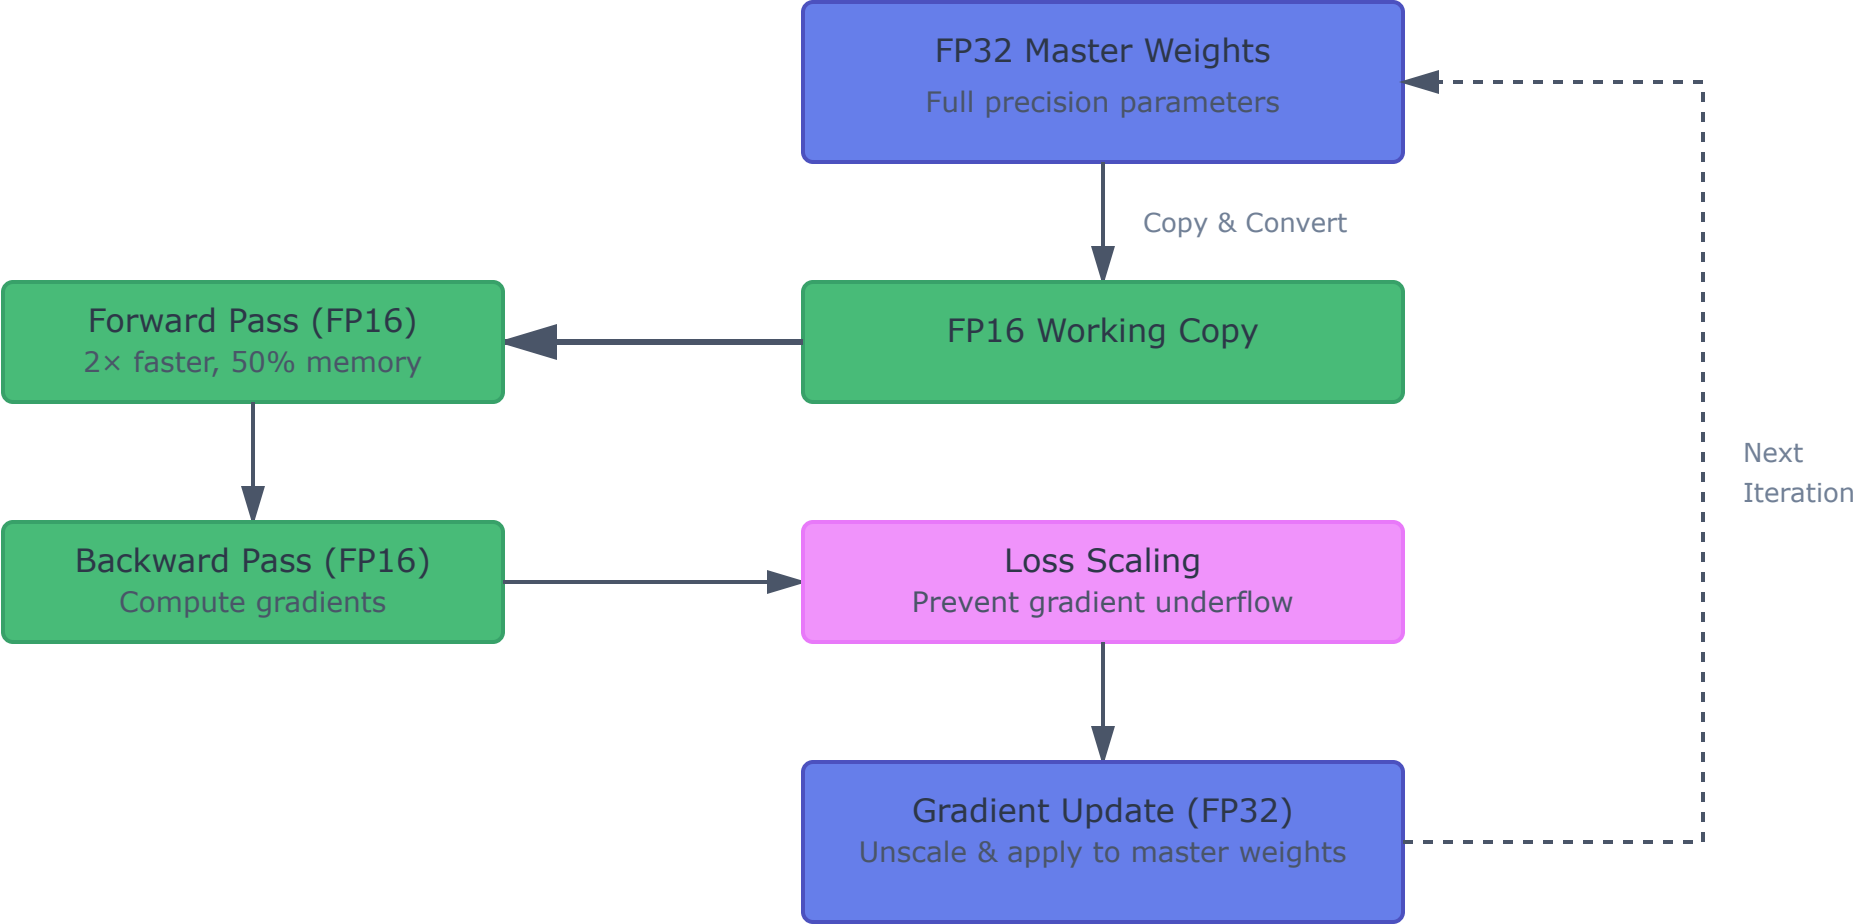 FP32 Master Weights
Full precision parameters
Copy & Convert
Forward Pass (FP16)
2× faster, 50% memory
FP16 Working Copy
Next
Iteration
Backward Pass (FP16)
Compute gradients
Loss Scaling
Prevent gradient underflow
Gradient Update (FP32)
Unscale & apply to master weights